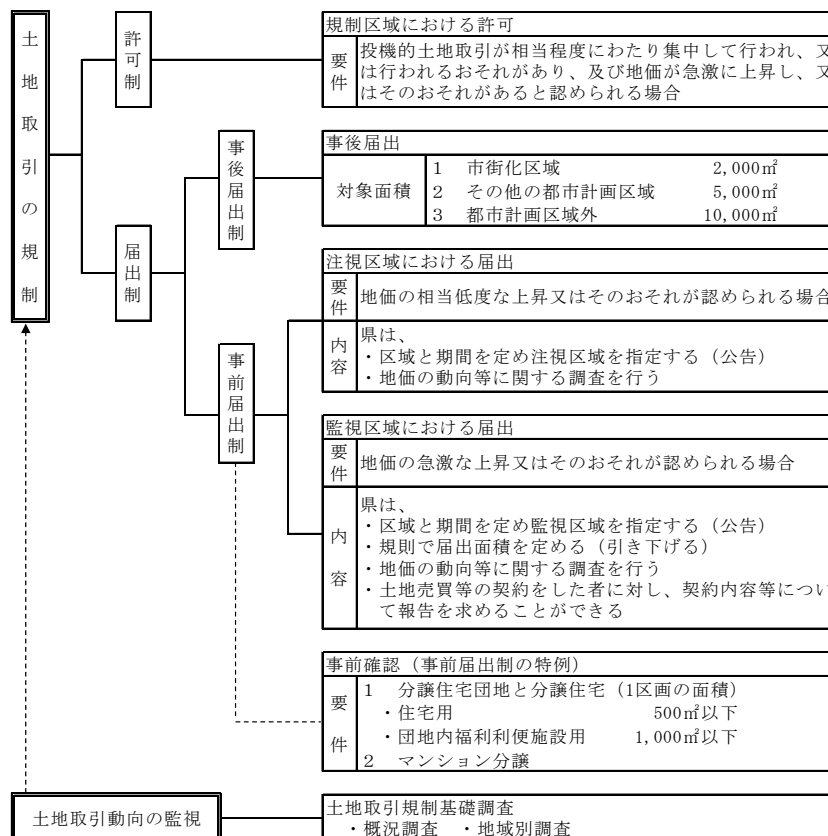 土地取引の規制
許可制
規制区域における許可
要件
投機的土地取引が相当程度にわたり集中して行われ、又
は行われるおそれがあり、及び地価が急激に上昇し、又
はそのおそれがあると認められる場合
届出制
事後届出制
事後届出
対象面積
1 市街化区域 2,000㎡
2 その他の都市計画区域 5,000㎡
3 都市計画区域外 10,000㎡
事前届出制
注視区域における届出
要件
地価の相当低度な上昇又はそのおそれが認められる場合
内容
県は、
・区域と期間を定め注視区域を指定する（公告）
・地価の動向等に関する調査を行う
監視区域における届出
要件
地価の急激な上昇又はそのおそれが認められる場合
内容
県は、
・区域と期間を定め監視区域を指定する（公告）
・規則で届出面積を定める（引き下げる）
・地価の動向等に関する調査を行う
・土地売買等の契約をした者に対し、契約内容等につい
て報告を求めることができる
事前確認（事前届出制の特例）
要件
1 分譲住宅団地と分譲住宅（1区画の面積）
・住宅用 500㎡以下
・団地内福利利便施設用 1,000㎡以下
2 マンション分譲
土地取引動向の監視
土地取引規制基礎調査
・概況調査 ・地域別調査